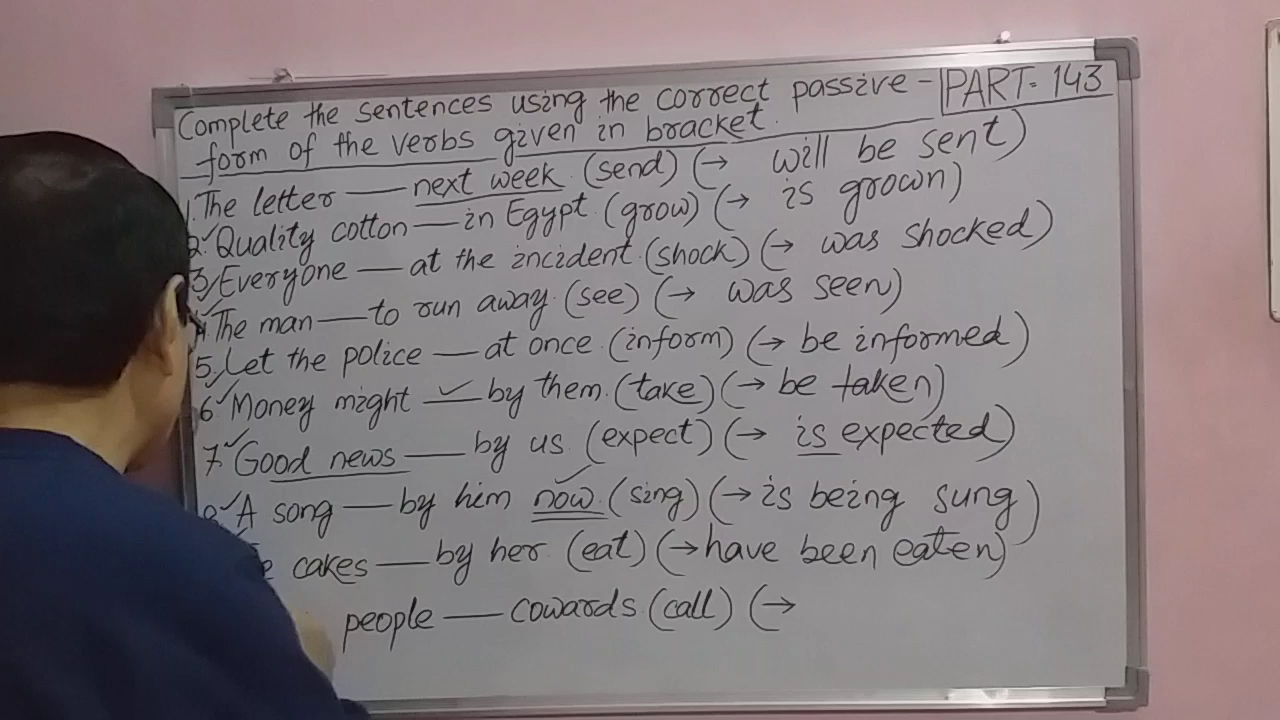 Complete the sentences using the correct passive - PART- 143
form of the verbs given in bracket.
1. The letter — next week (send) (→ will be sent)
2. Quality cotton — in Egypt (grow) (→ is grown)
3. Everyone — at the incident (shock) (→ was shocked)
The man — to run away (see) (→ was seen)
5. Let the police — at once (inform) (→ be informed)
6 Money might — by them. (take) (→ be taken)
7. Good news — by us (expect) (→ is expected)
A song — by him now. (sing) (→ is being sung)
cakes — by her (eat) (→ have been eaten)
people — cowards (call) (→